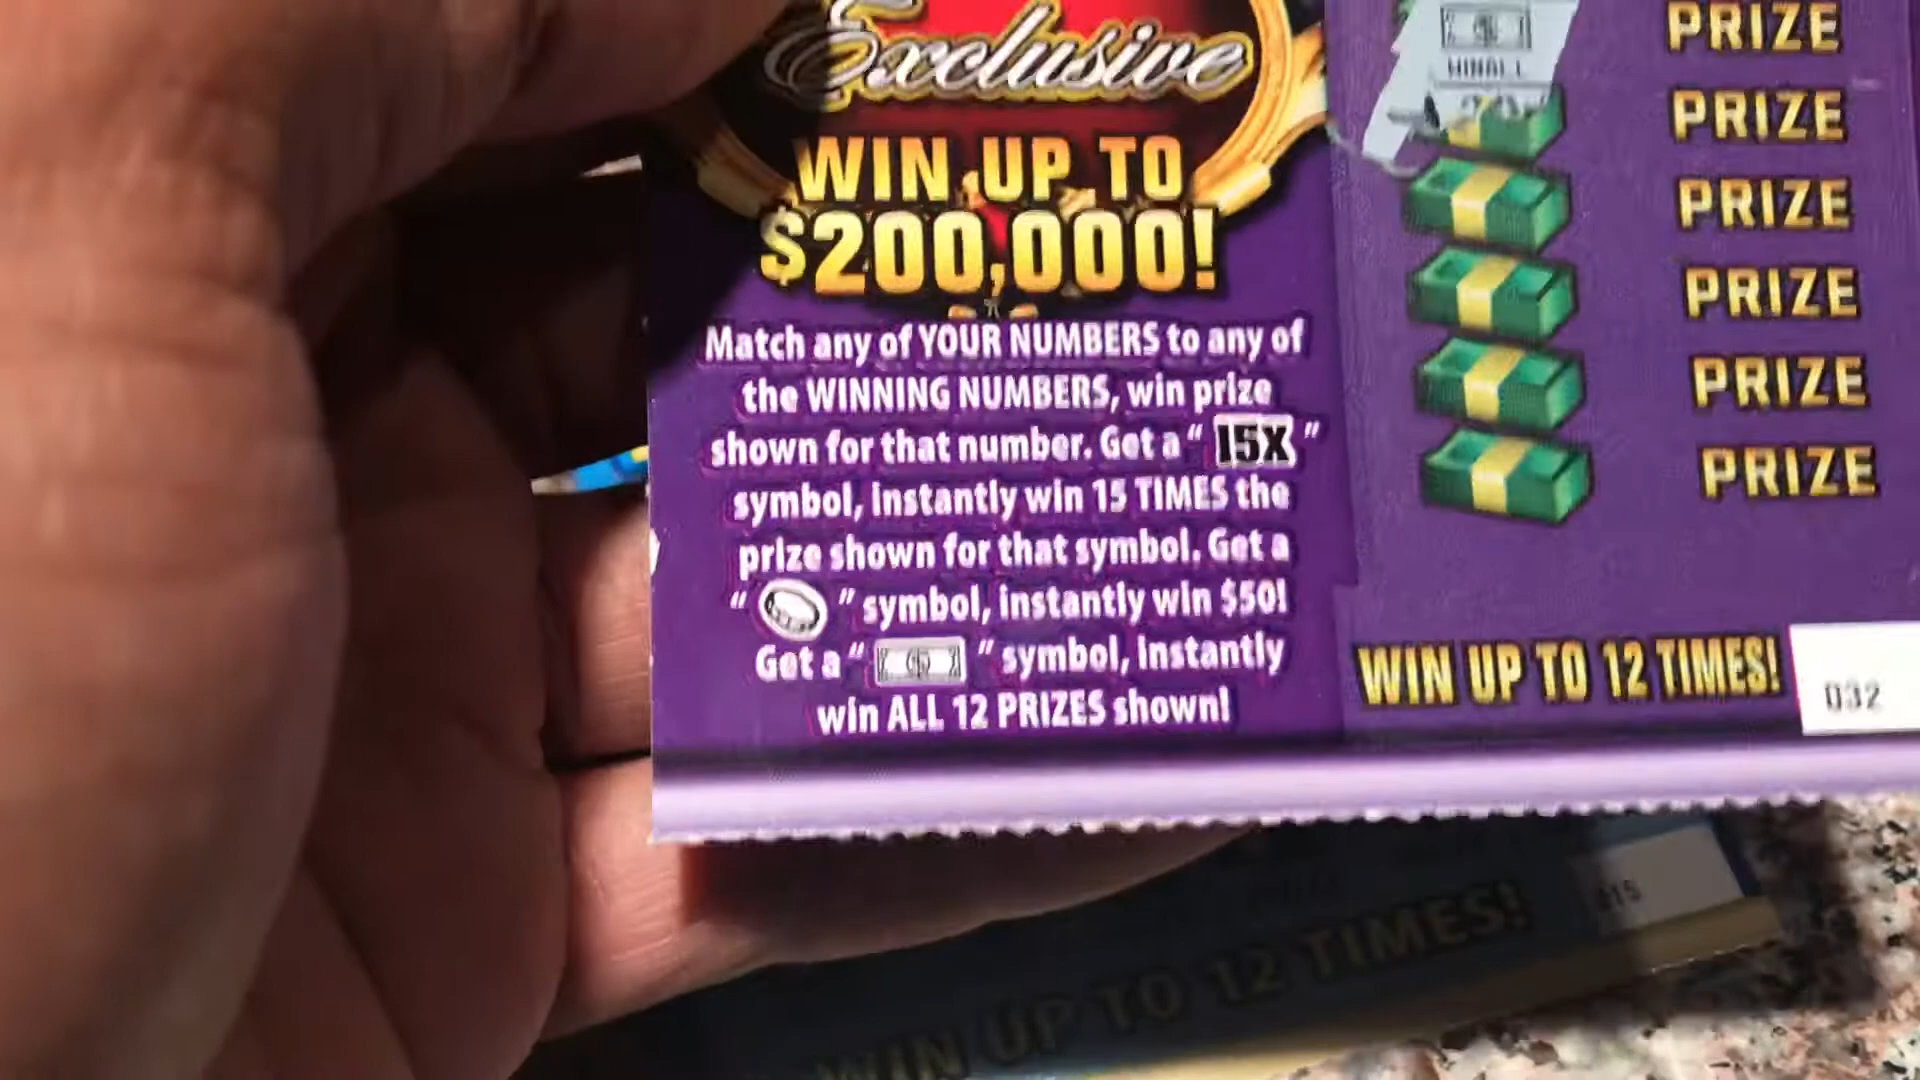 Exclusive
WIN UP TO
$200,000!
Match any of YOUR NUMBERS to any of
the WINNING NUMBERS, win prize
shown for that number. Get a " 15X "
symbol, instantly win 15 TIMES the
prize shown for that symbol. Get a
" " symbol, instantly win $50!
Get a " " symbol, instantly
win ALL 12 PRIZES shown!
WINALL
PRIZE
PRIZE
PRIZE
PRIZE
PRIZE
PRIZE
WIN UP TO 12 TIMES!
032
WIN UP TO 12 TIMES!